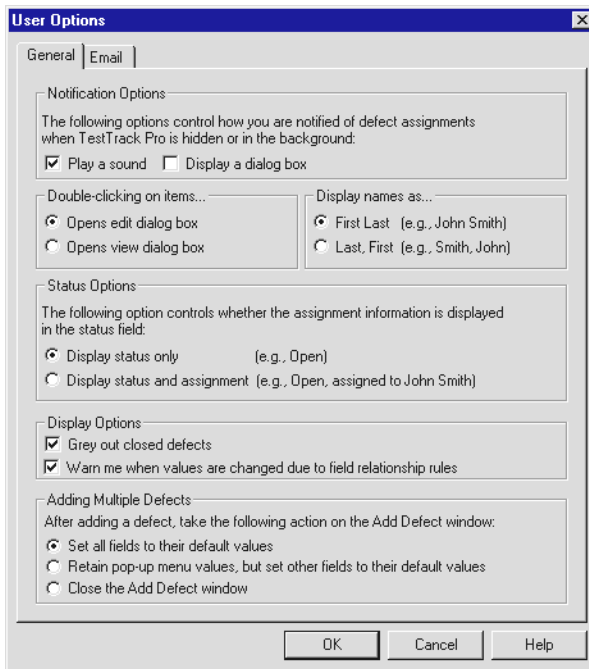 User Options
General Email
Notification Options
The following options control how you are notified of defect assignments
when TestTrack Pro is hidden or in the background:
Play a sound Display a dialog box
Double-clicking on items...
Opens edit dialog box
Opens view dialog box
Display names as...
First Last (e.g., John Smith)
Last, First (e.g., Smith, John)
Status Options
The following option controls whether the assignment information is displayed
in the status field:
Display status only (e.g., Open)
Display status and assignment (e.g., Open, assigned to John Smith)
Display Options
Grey out closed defects
Warn me when values are changed due to field relationship rules
Adding Multiple Defects
After adding a defect, take the following action on the Add Defect window:
Set all fields to their default values
Retain pop-up menu values, but set other fields to their default values
Close the Add Defect window
OK Cancel Help